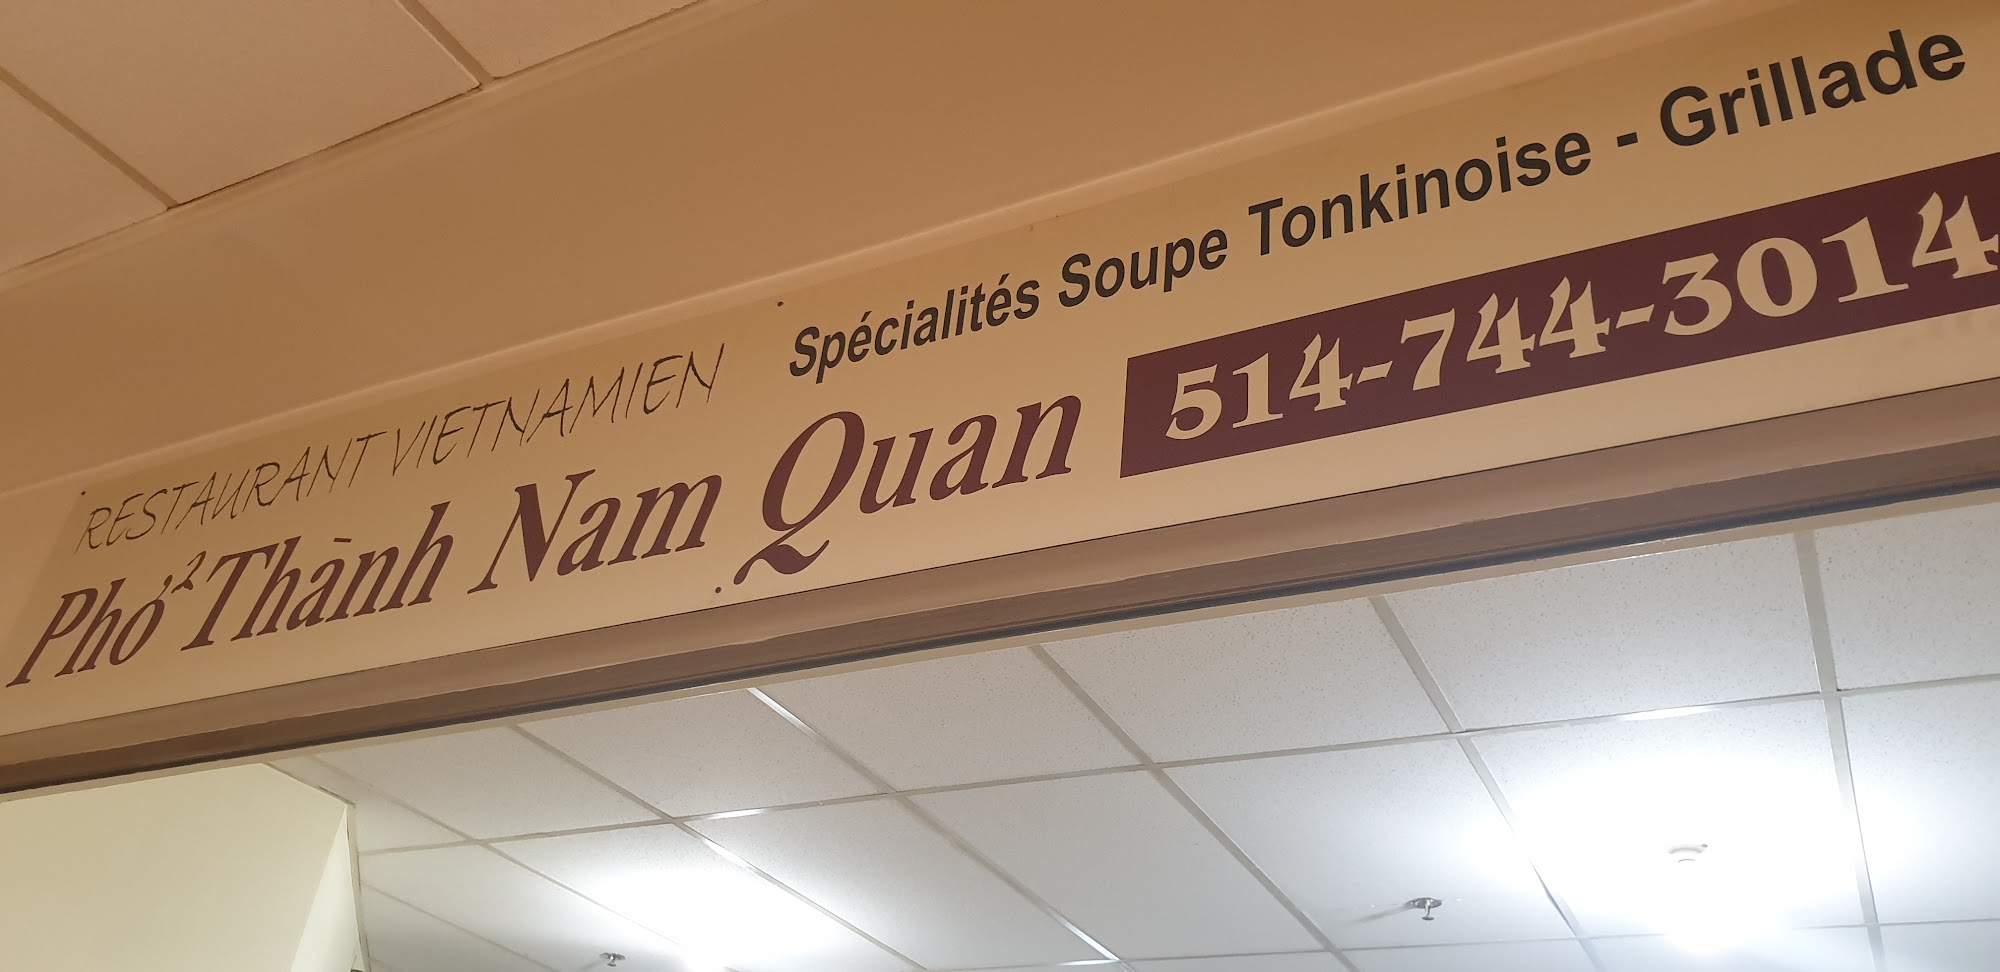 RESTAURANT VIETNAMIEN
Spécialités Soupe Tonkinoise - Grillade
Phở Thành Nam Quan
514-744-3014